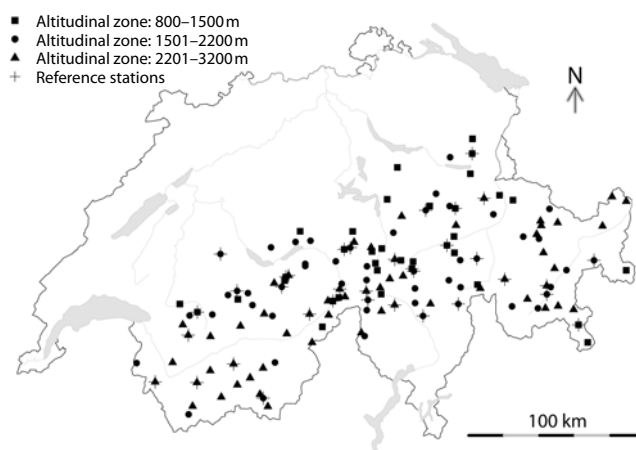 Altitudinal zone: 800–1500 m
Altitudinal zone: 1501–2200 m
Altitudinal zone: 2201–3200 m
Reference stations
N
100 km